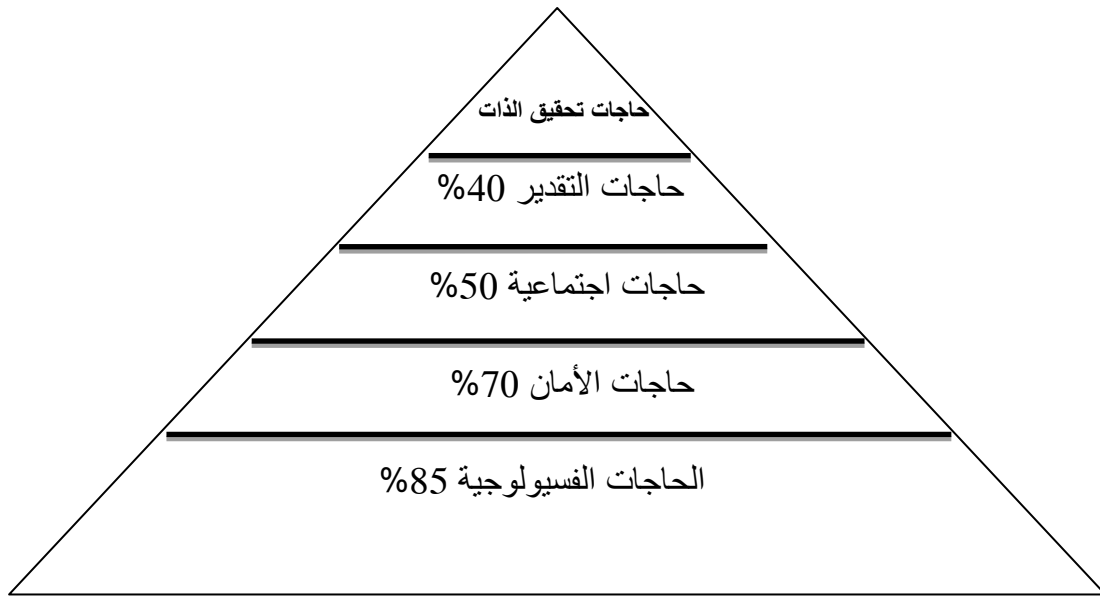 حاجات تحقيق الذات
حاجات التقدير 40%
حاجات اجتماعية 50%
حاجات الأمان 70%
الحاجات الفسيولوجية 85%